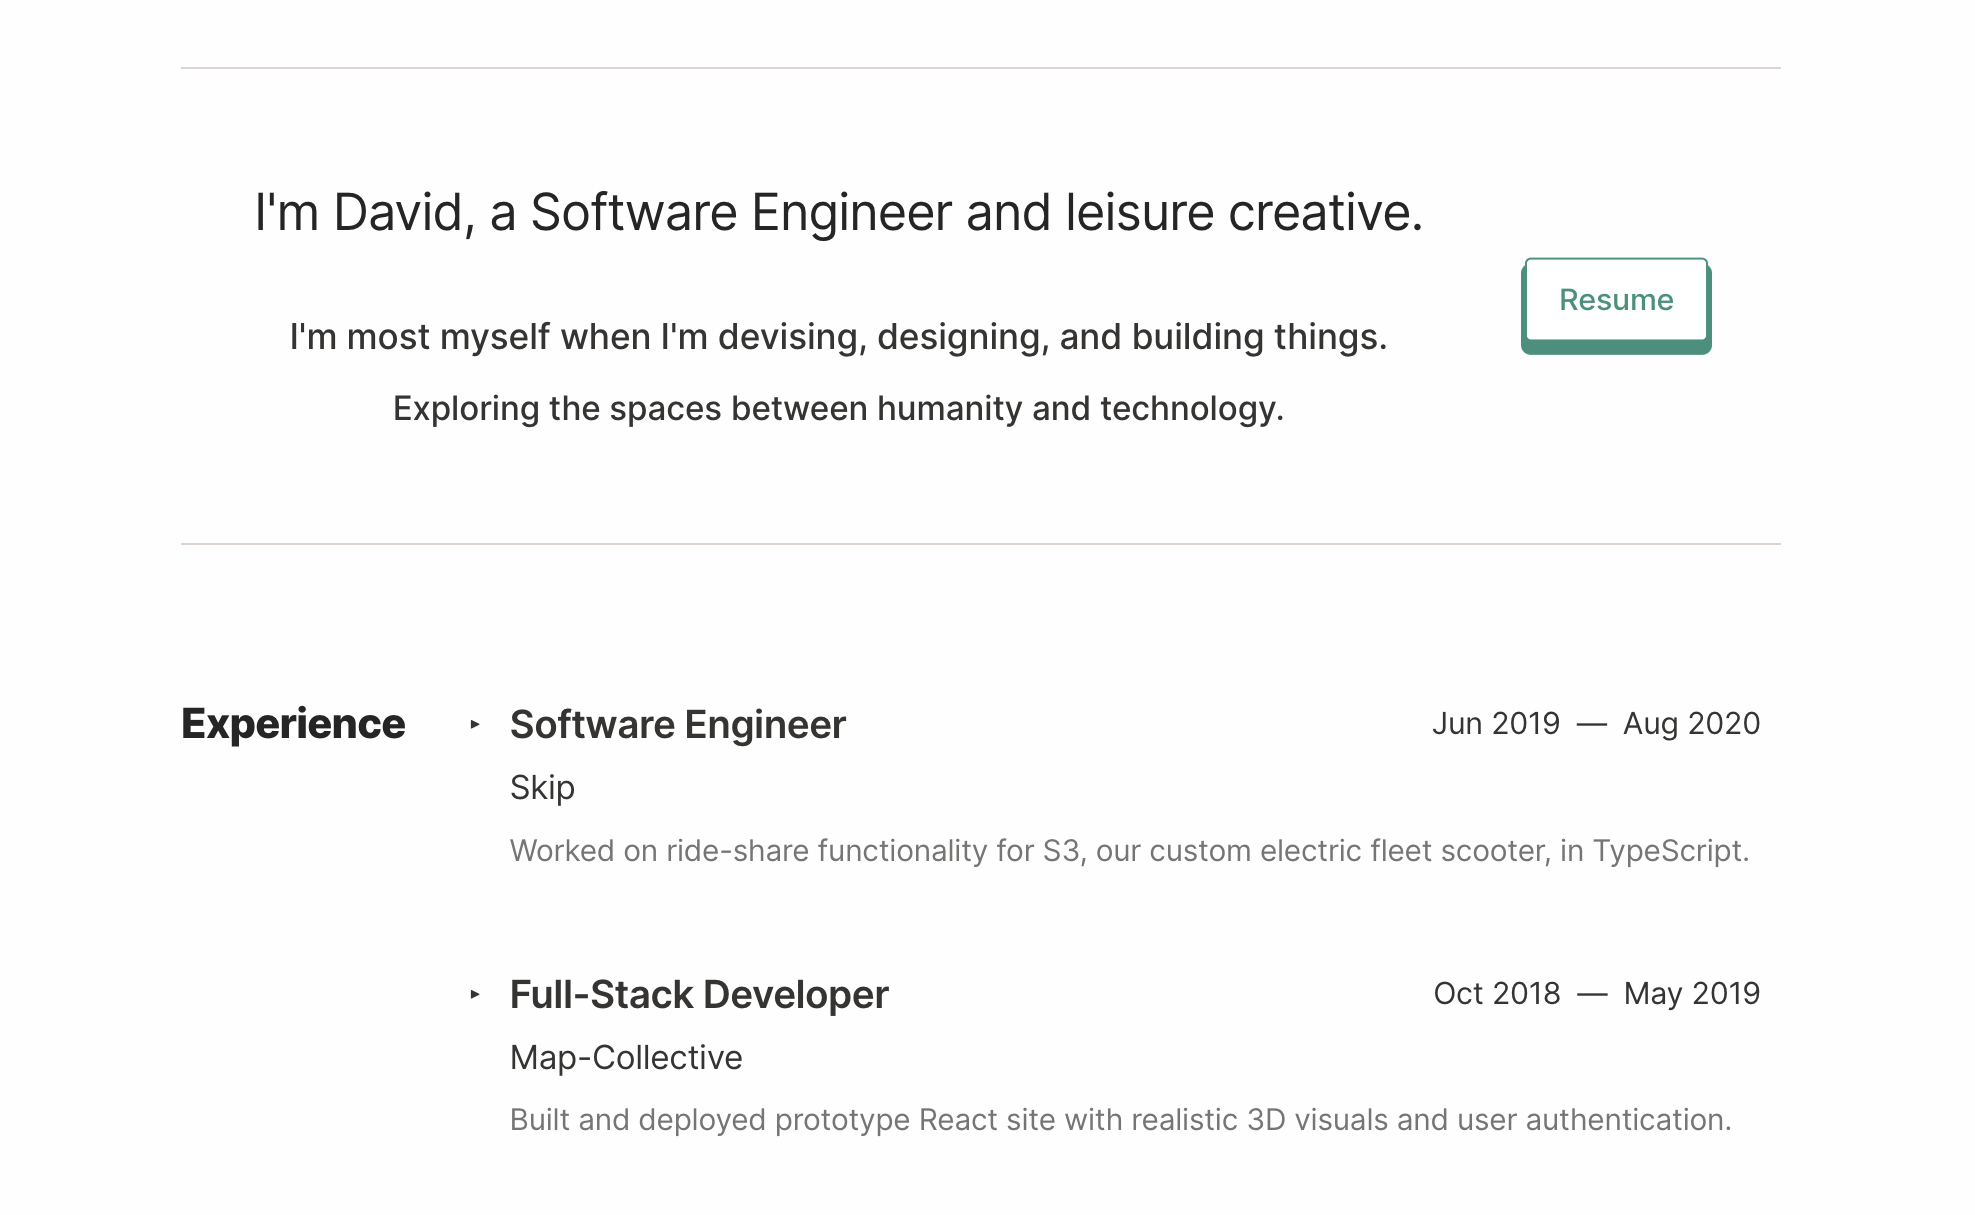 I'm David, a Software Engineer and leisure creative.
I'm most myself when I'm devising, designing, and building things.
Exploring the spaces between humanity and technology.
Resume
Experience
Software Engineer
Jun 2019 — Aug 2020
Skip
Worked on ride-share functionality for S3, our custom electric fleet scooter, in TypeScript.
Full-Stack Developer
Oct 2018 — May 2019
Map-Collective
Built and deployed prototype React site with realistic 3D visuals and user authentication.